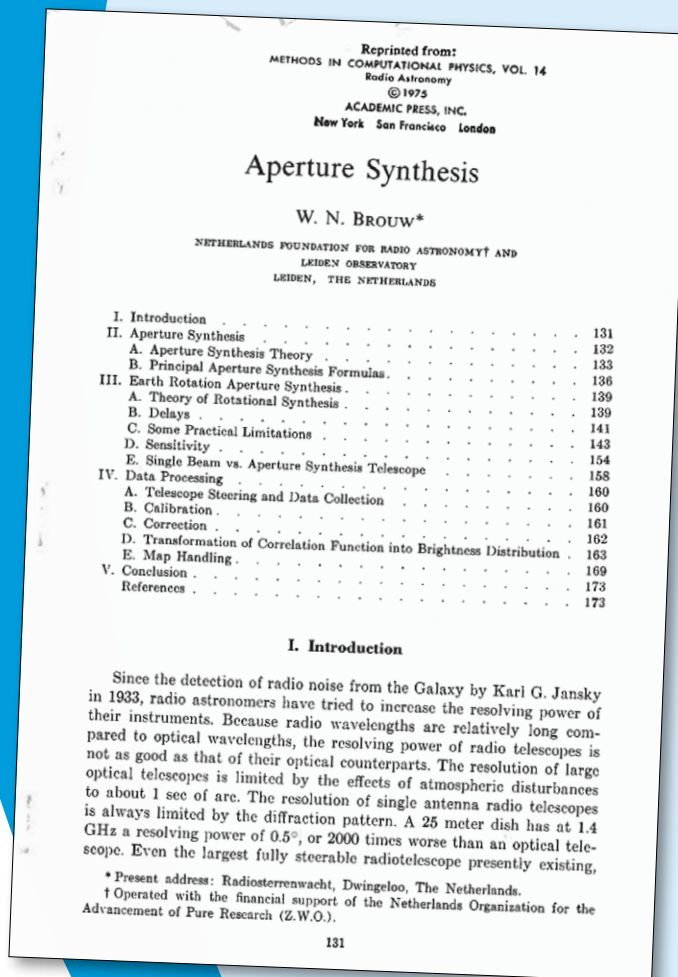 Reprinted from:
METHODS IN COMPUTATIONAL PHYSICS, VOL. 14
Radio Astronomy
©1975
ACADEMIC PRESS, INC.
New York San Francisco London
Aperture Synthesis
W. N. BROUW*
NETHERLANDS FOUNDATION FOR RADIO ASTRONOMY† AND
LEIDEN OBSERVATORY
LEIDEN, THE NETHERLANDS
I. Introduction . . . . . . . . . . . . . . . . . . 131
II. Aperture Synthesis . . . . . . . . . . . . . . . . 132
A. Aperture Synthesis Theory . . . . . . . . . . . . . 133
B. Principal Aperture Synthesis Formulas . . . . . . . . . . 136
III. Earth Rotation Aperture Synthesis . . . . . . . . . . . . 139
A. Theory of Rotational Synthesis . . . . . . . . . . . . 139
B. Delays . . . . . . . . . . . . . . . . . . 141
C. Some Practical Limitations . . . . . . . . . . . . . 143
D. Sensitivity . . . . . . . . . . . . . . . . . 154
E. Single Beam vs. Aperture Synthesis Telescope . . . . . . . 158
IV. Data Processing . . . . . . . . . . . . . . . . 160
A. Telescope Steering and Data Collection . . . . . . . . . 160
B. Calibration . . . . . . . . . . . . . . . . . 161
C. Correction . . . . . . . . . . . . . . . . . 162
D. Transformation of Correlation Function into Brightness Distribution . 163
E. Map Handling . . . . . . . . . . . . . . . . 169
V. Conclusion . . . . . . . . . . . . . . . . . . 173
References . . . . . . . . . . . . . . . . . . 173
I. Introduction
Since the detection of radio noise from the Galaxy by Karl G. Jansky
in 1933, radio astronomers have tried to increase the resolving power of
their instruments. Because radio wavelengths are relatively long com-
pared to optical wavelengths, the resolving power of radio telescopes is
not as good as that of their optical counterparts. The resolution of large
optical telescopes is limited by the effects of atmospheric disturbances
to about 1 sec of arc. The resolution of single antenna radio telescopes
is always limited by the diffraction pattern. A 25 meter dish has at 1.4
GHz a resolving power of 0.5°, or 2000 times worse than an optical tele-
scope. Even the largest fully steerable radiotelescope presently existing,
* Present address: Radiosterrenwacht, Dwingeloo, The Netherlands.
† Operated with the financial support of the Netherlands Organization for the
Advancement of Pure Research (Z.W.O.).
131